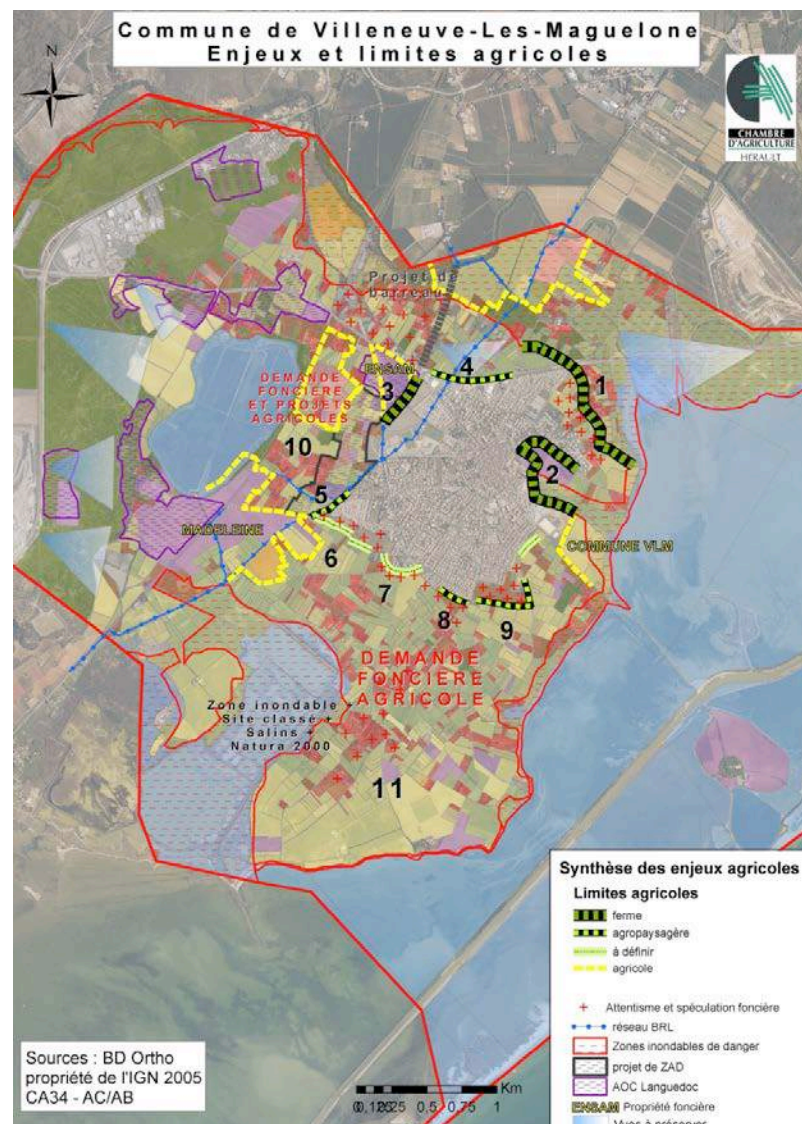 Commune de Villeneuve-Les-Maguelone
Enjeux et limites agricoles
N
CHAMBRE
D'AGRICULTURE
HERAULT
Projet de
barreau
ENSAM
DEMANDE
FONCIÈRE
ET PROJETS
AGRICOLES
1
2
3
4
5
6
7
8
9
10
11
MADELEINE
COMMUNE VLM
DEMANDE
FONCIÈRE
AGRICOLE
Zone inondable +
Site classé +
Salins +
Natura 2000
Synthèse des enjeux agricoles
Limites agricoles
ferme
agropaysagère
à définir
agricole
Attentisme et spéculation foncière
réseau BRL
Zones inondables de danger
projet de ZAD
AOC Languedoc
ENSAM Propriété foncière
Vues à préserver
Sources : BD Ortho
propriété de l'IGN 2005
CA34 - AC/AB
Km
0,5 0,75 1